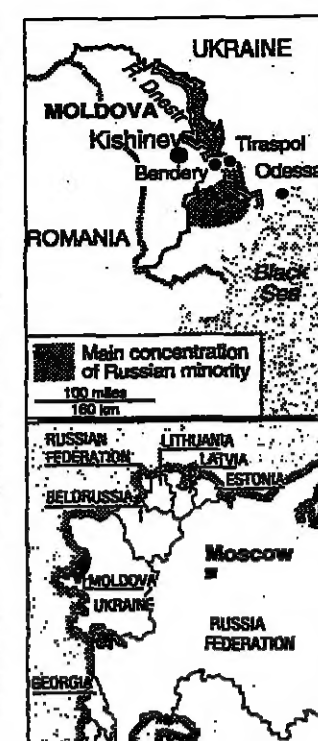 UKRAINE
R. Dnestr
MOLDOVA
Kishinev
Tiraspol
Bendery
Odessa
ROMANIA
Black
Sea
Main concentration
of Russian minority
100 miles
160 km
RUSSIAN
FEDERATION
LITHUANIA
LATVIA
ESTONIA
BELORUSSIA
Moscow
MOLDOVA
UKRAINE
RUSSIA
FEDERATION
GEORGIA